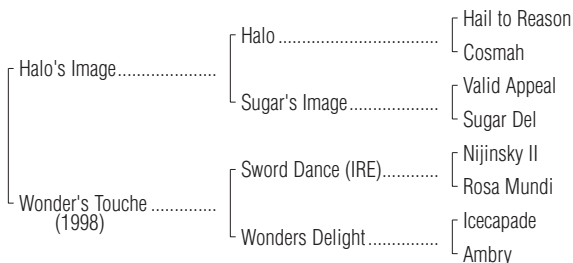 Hail to Reason
Halo
Cosmah
Halo's Image
Valid Appeal
Sugar's Image
Sugar Del
Nijinsky II
Sword Dance (IRE)
Rosa Mundi
Wonder's Touche
(1998)
Icecapade
Wonders Delight
Ambry